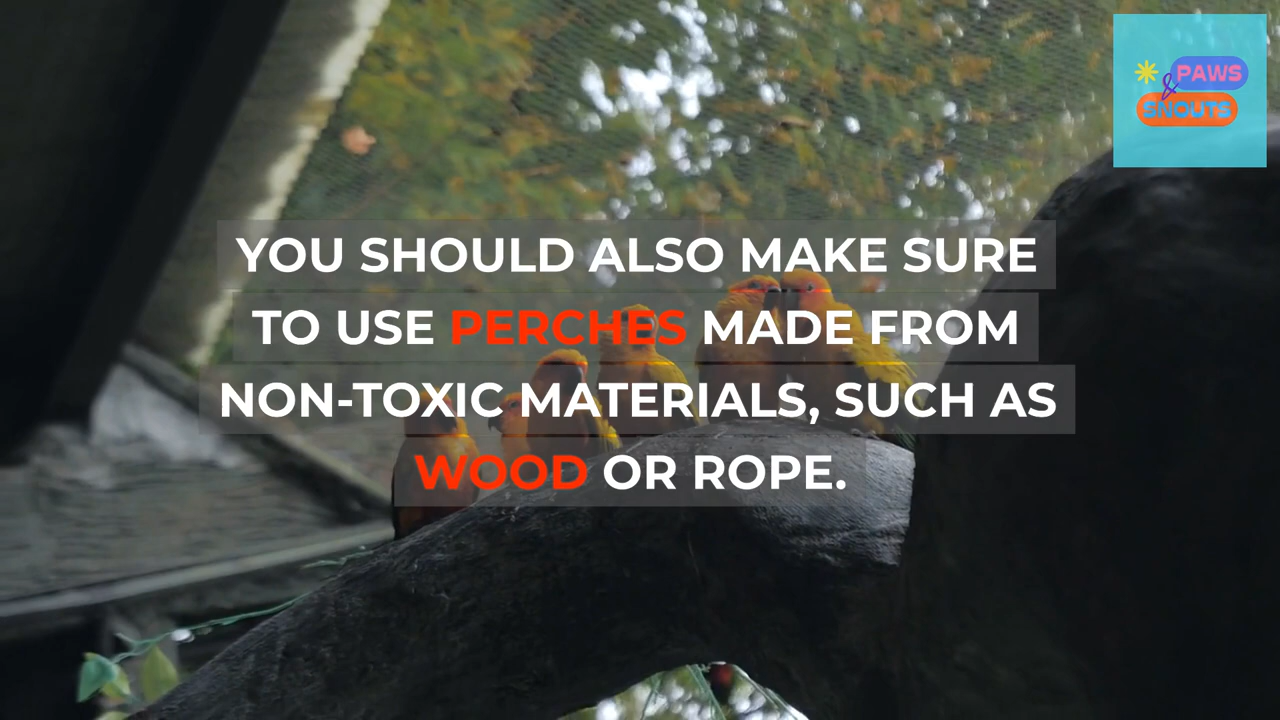 & PAWS
SNOUTS
YOU SHOULD ALSO MAKE SURE
TO USE PERCHES MADE FROM
NON-TOXIC MATERIALS, SUCH AS
WOOD OR ROPE.